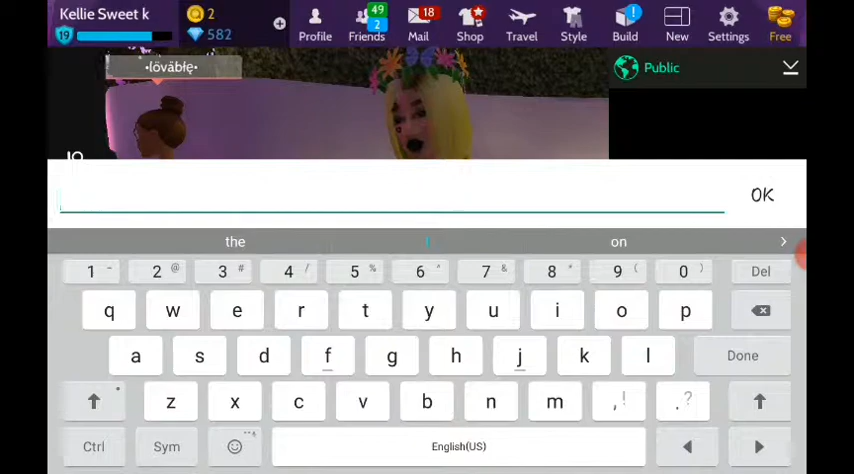 Kellie Sweet k
19
2
582
Profile
49
2
Friends
18
Mail
Shop
Travel
Style
!
Build
New
Settings
Free
•lövābłę•
Public
OK
the
I
on
>
1 - 2 @ 3 # 4 / 5 % 6 ^ 7 & 8 * 9 ( 0 ) Del
q w e r t y u i o p
a s d f g h j k l Done
z x c v b n m , ! . ?
Ctrl Sym English(US)